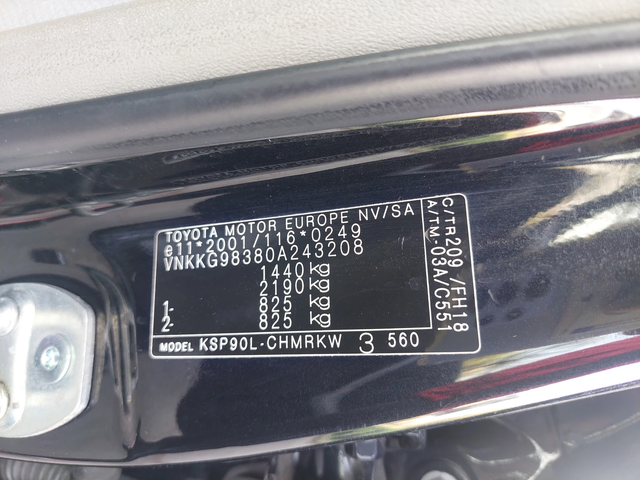 TOYOTA MOTOR EUROPE NV/SA
e11*2001/116*0249
VNKKG98380A243208
1440 kg
2190 kg
1- 825 kg
2- 825 kg
MODEL KSP90L-CHMRKW 3 560
C/TR209 /FH18
A/TM-03A/C551